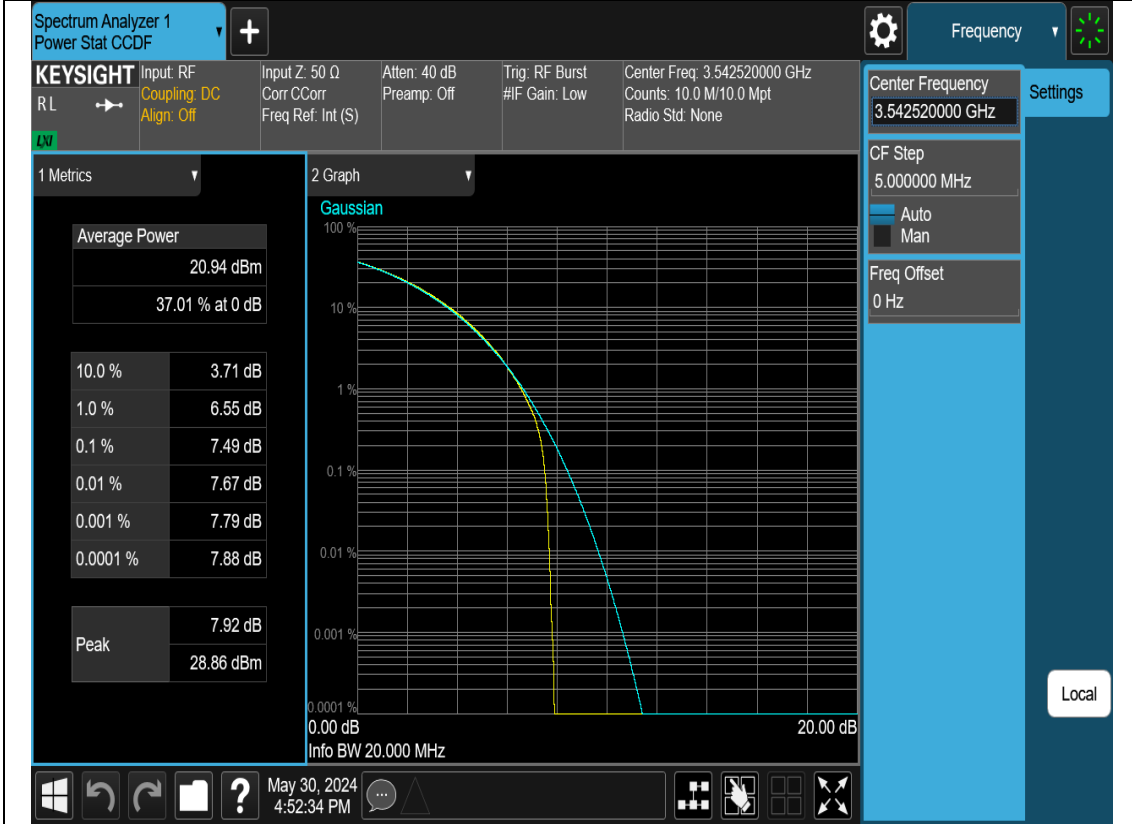 Spectrum Analyzer 1
Power Stat CCDF
+
Frequency
KEYSIGHT
RL
LXI
Input: RF
Coupling: DC
Align: Off
Input Z: 50 Ω
Corr CCorr
Freq Ref: Int (S)
Atten: 40 dB
Preamp: Off
Trig: RF Burst
#IF Gain: Low
Center Freq: 3.542520000 GHz
Counts: 10.0 M/10.0 Mpt
Radio Std: None
Center Frequency
3.542520000 GHz
Settings
CF Step
5.000000 MHz
Auto
Man
Freq Offset
0 Hz
1 Metrics
Average Power
20.94 dBm
37.01 % at 0 dB
10.0 % 3.71 dB
1.0 % 6.55 dB
0.1 % 7.49 dB
0.01 % 7.67 dB
0.001 % 7.79 dB
0.0001 % 7.88 dB
Peak
7.92 dB
28.86 dBm
2 Graph
Gaussian
100 %
10 %
1 %
0.1 %
0.01 %
0.001 %
0.0001 %
0.00 dB 20.00 dB
Info BW 20.000 MHz
Local
?
May 30, 2024
4:52:34 PM